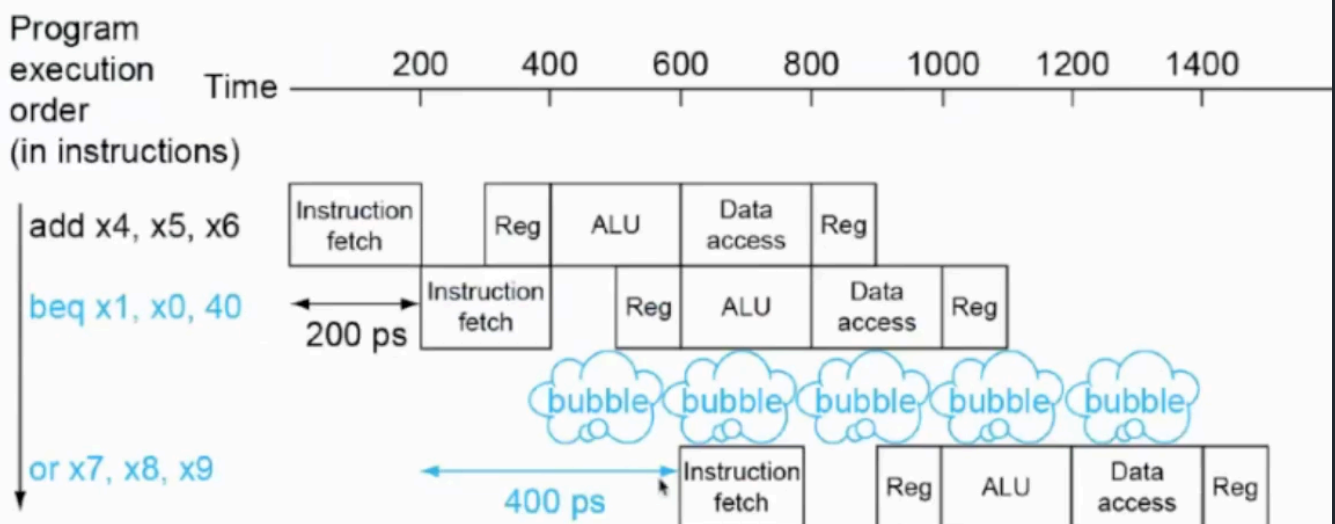 Program
execution
order
(in instructions)
Time
200 400 600 800 1000 1200 1400
add x4, x5, x6
Instruction
fetch
Reg
ALU
Data
access
Reg
beq x1, x0, 40
200 ps
Instruction
fetch
Reg
ALU
Data
access
Reg
bubble bubble bubble bubble bubble
or x7, x8, x9
400 ps
Instruction
fetch
Reg
ALU
Data
access
Reg